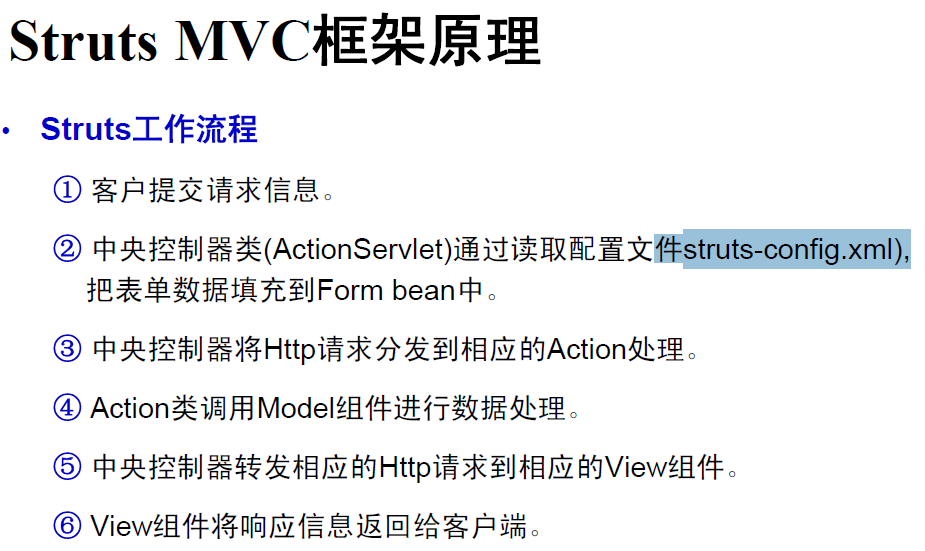 Struts MVC框架原理
• Struts工作流程
① 客户提交请求信息。
② 中央控制器类(ActionServlet)通过读取配置文件struts-config.xml),
把表单数据填充到Form bean中。
③ 中央控制器将Http请求分发到相应的Action处理。
④ Action类调用Model组件进行数据处理。
⑤ 中央控制器转发相应的Http请求到相应的View组件。
⑥ View组件将响应信息返回给客户端。